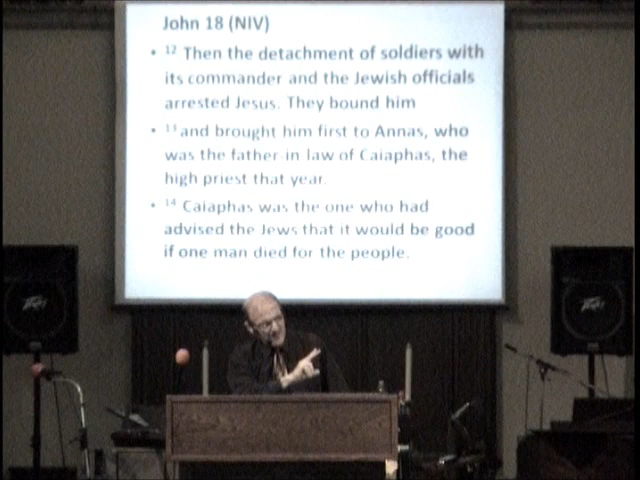 John 18 (NIV)
• 12 Then the detachment of soldiers with
its commander and the Jewish officials
arrested Jesus. They bound him
• 13 and brought him first to Annas, who
was the father-in law of Caiaphas, the
high priest that year.
• 14 Caiaphas was the one who had
advised the Jews that it would be good
if one man died for the people.